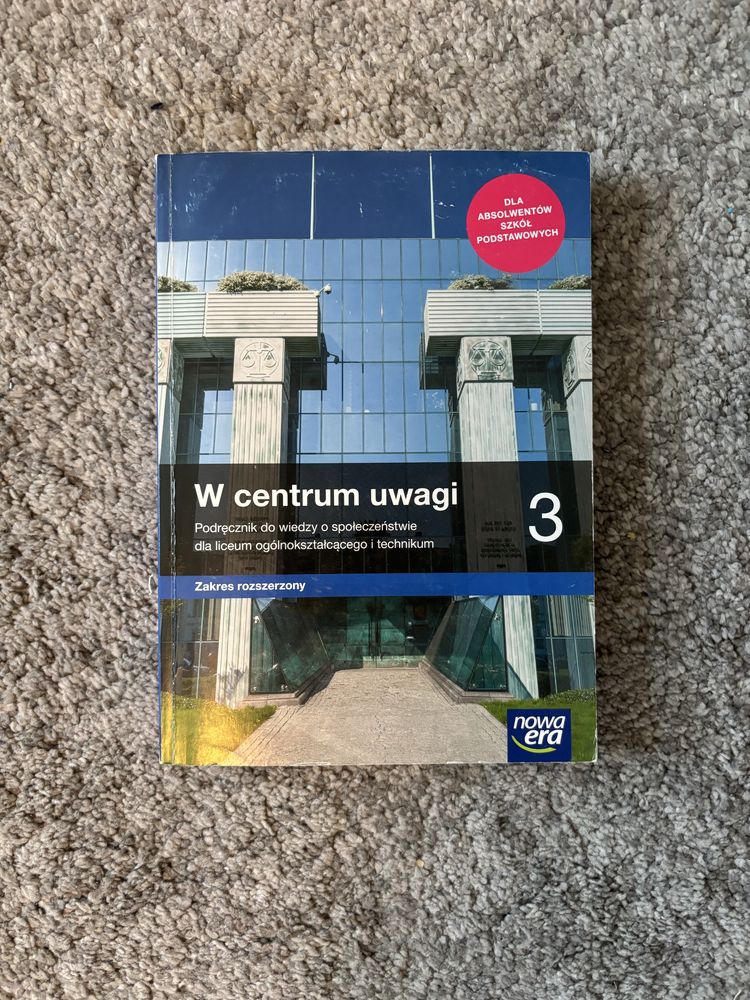 DLA
ABSOLWENTÓW
SZKÓŁ
PODSTAWOWYCH
W centrum uwagi
3
Podręcznik do wiedzy o społeczeństwie
dla liceum ogólnokształcącego i technikum
Zakres rozszerzony
nowa
era